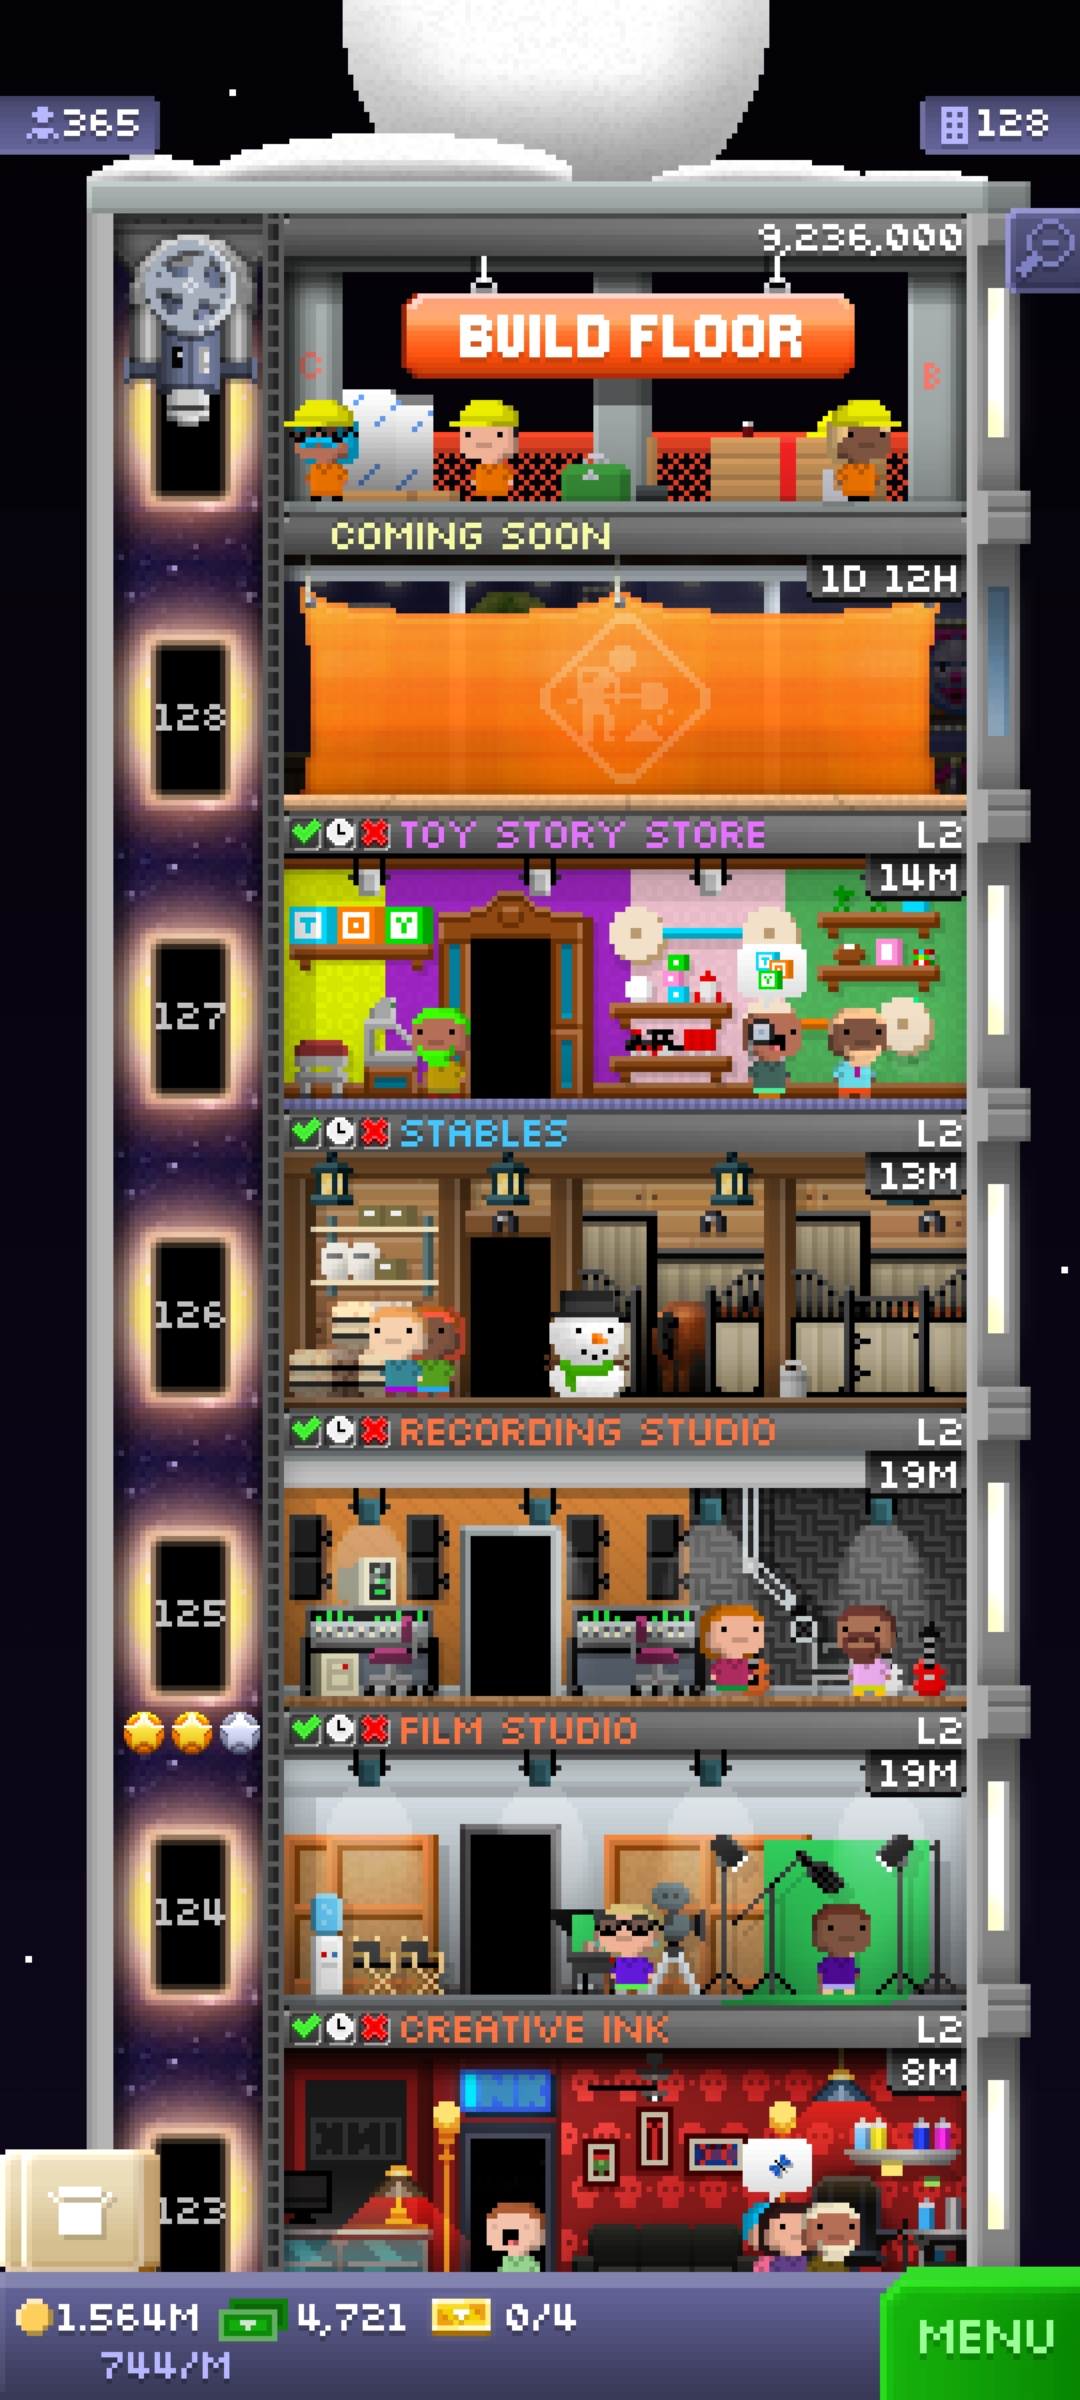 365
128
9,236,000
BUILD FLOOR
C
B
COMING SOON
1D 12H
128
TOY STORY STORE
L2
14M
TOY
127
STABLES
L2
13M
126
RECORDING STUDIO
L2
19M
125
FILM STUDIO
L2
19M
124
CREATIVE INK
L2
8M
INK
INK
123
1.564M
4,721
0/4
744/M
MENU